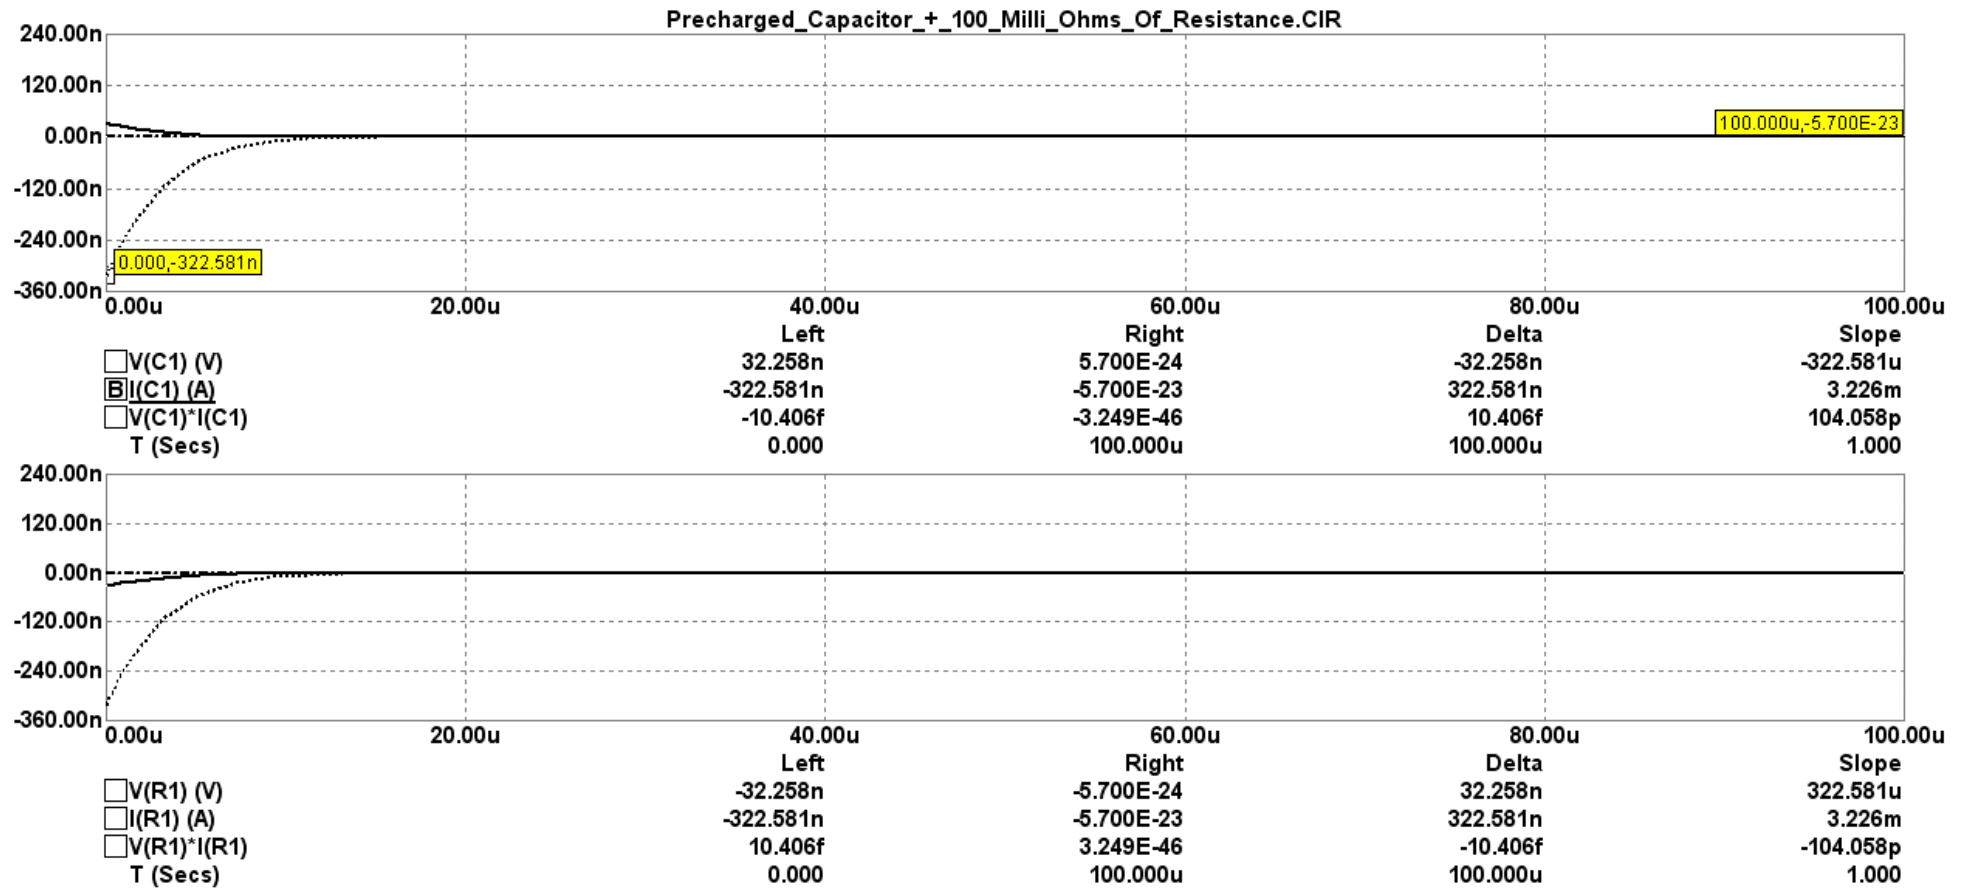 Precharged_Capacitor_+_100_Milli_Ohms_Of_Resistance.CIR
240.00n
120.00n
0.00n
100.000u,-5.700E-23
-120.00n
-240.00n
0.000,-322.581n
-360.00n
0.00u 20.00u 40.00u 60.00u 80.00u 100.00u
Left Right Delta Slope
V(C1) (V) 32.258n 5.700E-24 -32.258n -322.581u
B I(C1) (A) -322.581n -5.700E-23 322.581n 3.226m
V(C1)*I(C1) -10.406f -3.249E-46 10.406f 104.058p
T (Secs) 0.000 100.000u 100.000u 1.000
240.00n
120.00n
0.00n
-120.00n
-240.00n
-360.00n
0.00u 20.00u 40.00u 60.00u 80.00u 100.00u
Left Right Delta Slope
V(R1) (V) -32.258n -5.700E-24 32.258n 322.581u
I(R1) (A) -322.581n -5.700E-23 322.581n 3.226m
V(R1)*I(R1) 10.406f 3.249E-46 -10.406f -104.058p
T (Secs) 0.000 100.000u 100.000u 1.000